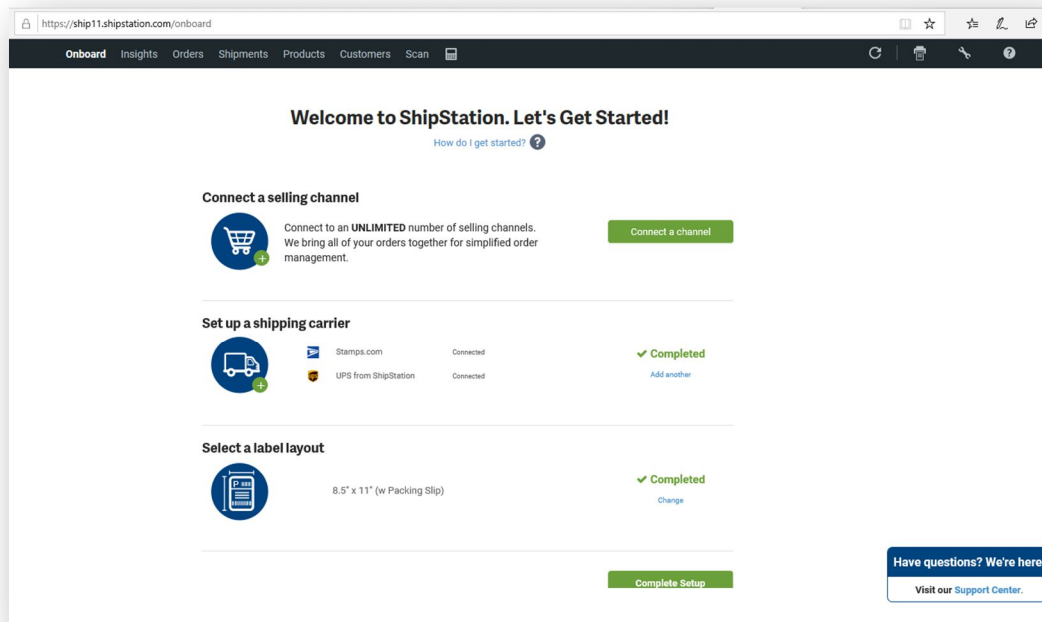 https://ship11.shipstation.com/onboard
Onboard Insights Orders Shipments Products Customers Scan
Welcome to ShipStation. Let's Get Started!
How do I get started? ?
Connect a selling channel
Connect to an UNLIMITED number of selling channels.
We bring all of your orders together for simplified order
management.
Connect a channel
Set up a shipping carrier
Stamps.com Connected
UPS from ShipStation Connected
Completed
Add another
Select a label layout
P
8.5" x 11" (w Packing Slip)
Completed
Change
Complete Setup
Have questions? We're here
Visit our Support Center.